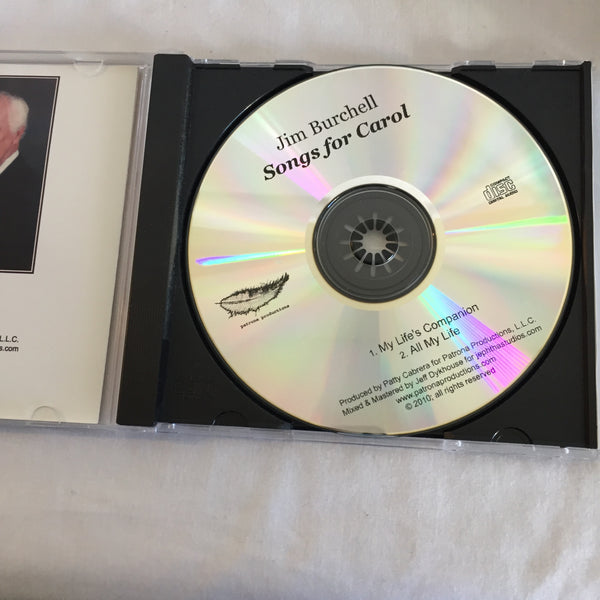 L.L.C.
s.com
Jim Burchell
Songs for Carol
COMPACT
disc
DIGITAL AUDIO
patrona productions
1. My Life's Companion
2. All My Life
Produced by Patty Cabrera for Patrona Productions, L.L.C.
Mixed & Mastered by Jeff Dykhouse for jephthastudios.com
www.patronaproductions.com
© 2010; all rights reserved